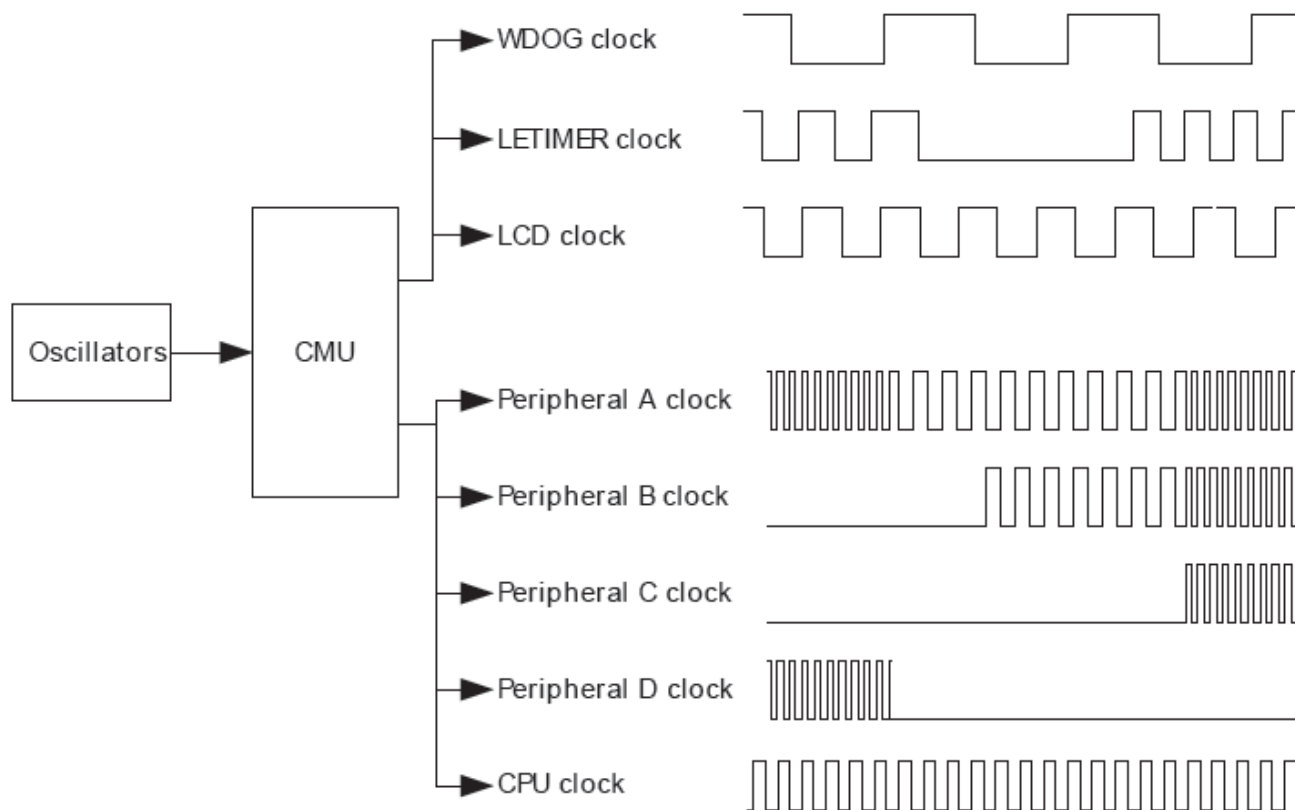 WDOG clock
LETIMER clock
LCD clock
Oscillators
CMU
Peripheral A clock
Peripheral B clock
Peripheral C clock
Peripheral D clock
CPU clock